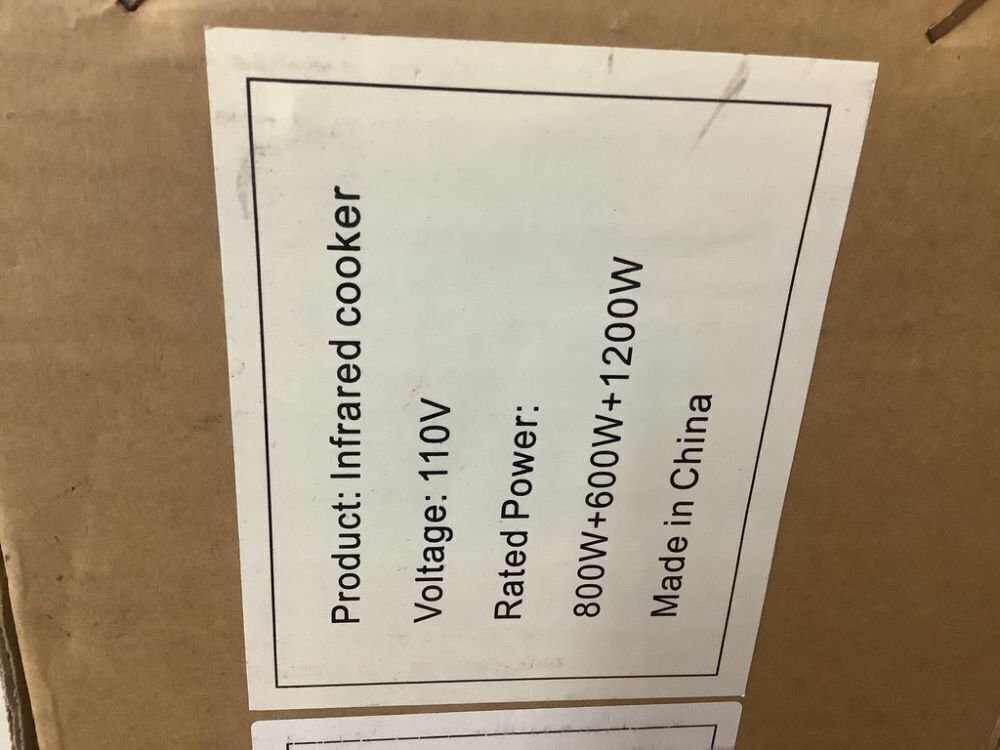 Product: Infrared cooker
Voltage: 110V
Rated Power:
800W+600W+1200W
Made in China